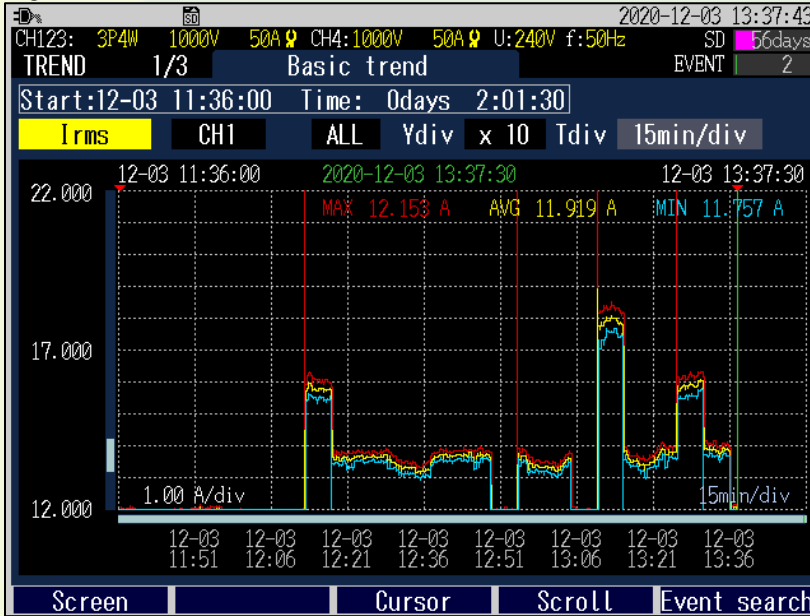 SD 2020-12-03 13:37:43
CH123: 3P4W 1000V 50A CH4:1000V 50A U:240V f:50Hz SD 56days
TREND 1/3 Basic trend EVENT 2
Start:12-03 11:36:00 Time: 0days 2:01:30
Irms CH1 ALL Ydiv x 10 Tdiv 15min/div
12-03 11:36:00 2020-12-03 13:37:30 12-03 13:37:30
22.000
MAX 12.153 A AVG 11.919 A MIN 11.757 A
17.000
1.00 A/div 15min/div
12.000
12-03 12-03 12-03 12-03 12-03 12-03 12-03 12-03
11:51 12:06 12:21 12:36 12:51 13:06 13:21 13:36
Screen Cursor Scroll Event search